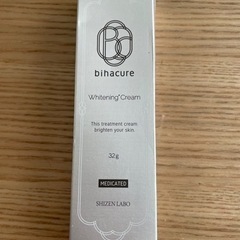 bihacure
Whitening*Cream
This treatment cream
brighten your skin.
32g
MEDICATED
SHIZEN LABO